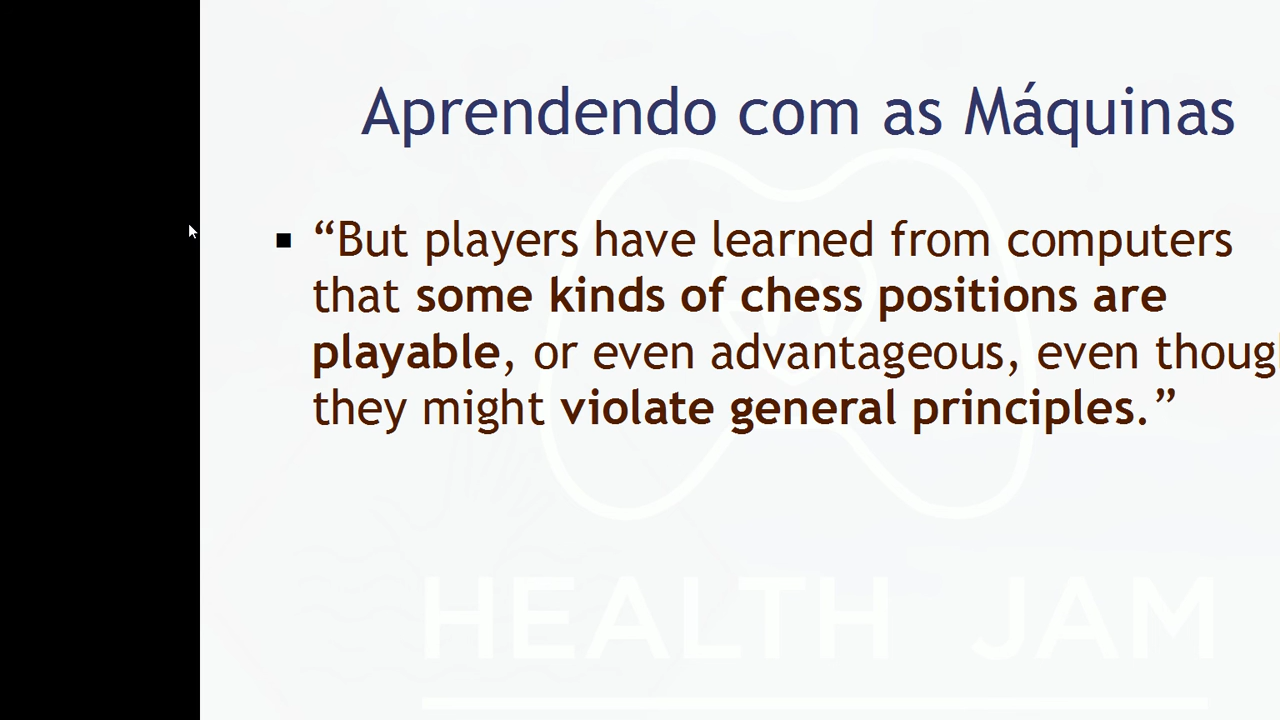 Aprendendo com as Máquinas
▪ “But players have learned from computers
that some kinds of chess positions are
playable, or even advantageous, even thoug
they might violate general principles.”
HEALTH JAM